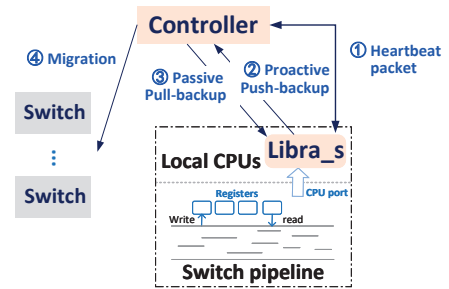 Controller
④ Migration
③ Passive
Pull-backup
② Proactive
Push-backup
① Heartbeat
packet
Switch
Switch
Local CPUs
Libra_s
CPU port
Registers
Write
read
Switch pipeline